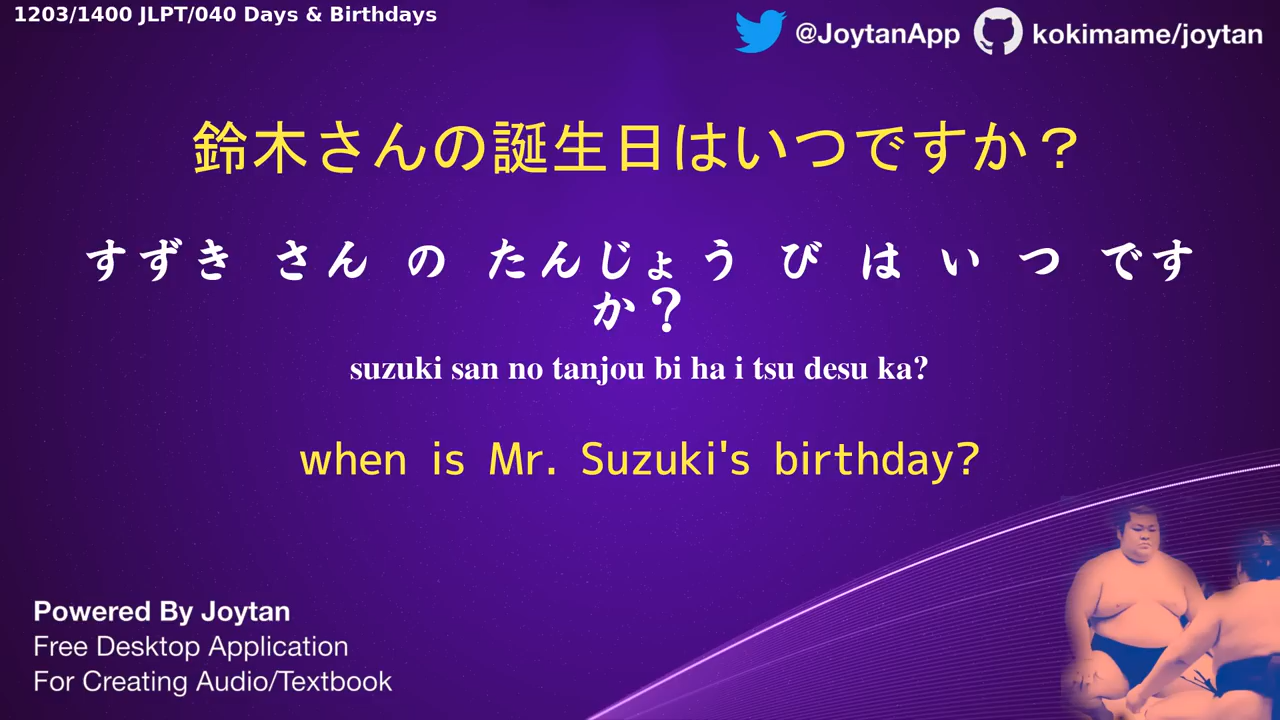 1203/1400 JLPT/040 Days & Birthdays
@JoytanApp kokimame/joytan
鈴木さんの誕生日はいつですか？
すずき さん の たんじょう び は い つ です
か？
suzuki san no tanjou bi ha i tsu desu ka?
when is Mr. Suzuki's birthday?
Powered By Joytan
Free Desktop Application
For Creating Audio/Textbook